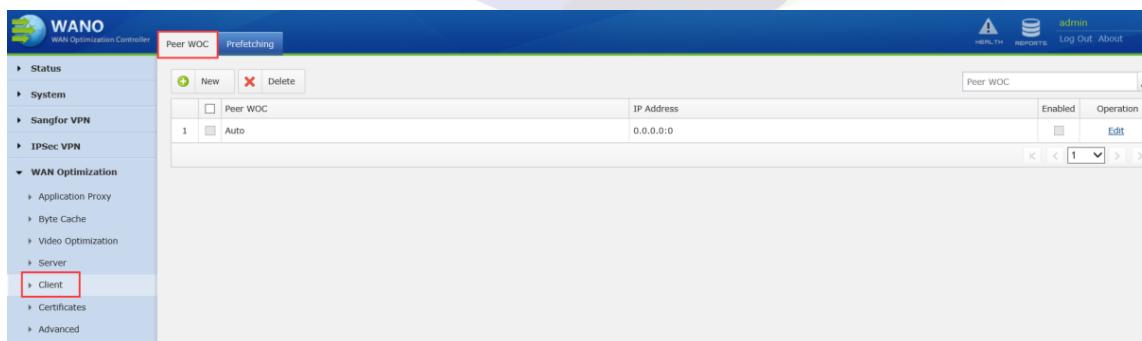 WANO
WAN Optimization Controller
Peer WOC Prefetching
HEALTH REPORTS
admin
Log Out About
Status
System
Sangfor VPN
IPSec VPN
WAN Optimization
Application Proxy
Byte Cache
Video Optimization
Server
Client
Certificates
Advanced
New Delete
Peer WOC
Peer WOC IP Address Enabled Operation
1 Auto 0.0.0.0:0 Edit
1